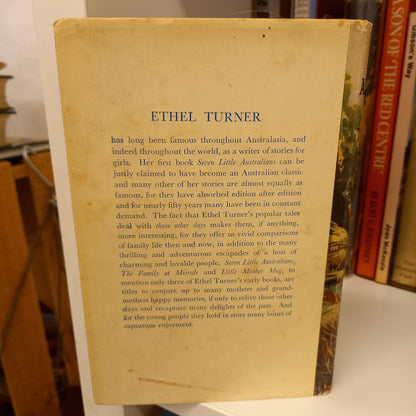 ETHEL TURNER
has long been famous throughout Australasia, and
indeed throughout the world, as a writer of stories for
girls. Her first book Seven Little Australians can be
justly claimed to have become an Australian classic
and many other of her stories are almost equally as
famous, for they have absorbed edition after edition
and for nearly fifty years many have been in constant
demand. The fact that Ethel Turner's popular tales
deal with those other days makes them, if anything,
more interesting, for they offer us vivid comparisons
of family life then and now, in addition to the many
thrilling and adventurous escapades of a host of
charming and lovable people. Seven Little Australians,
The Family at Misrule and Little Mother Meg, to
mention only three of Ethel Turner's early books, are
titles to conjure up to many mothers and grand-
mothers happy memories, if only to relive those other
days and recapture many delights of the past. And
for the young people they hold in store many hours of
rapturous enjoyment.
ASON OF THE RED CENTRE
Gibson's Way